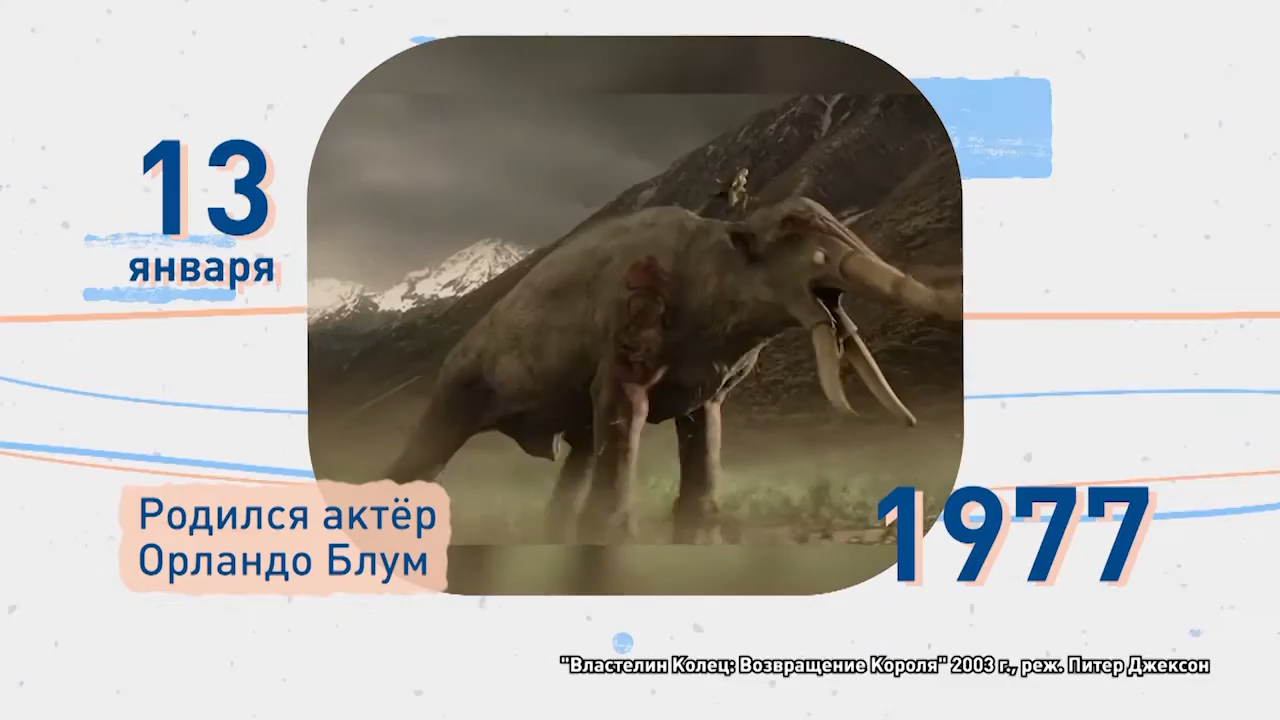 13
января
Родился актёр
Орландо Блум
1977
"Властелин Колец: Возвращение Короля" 2003 г., реж. Питер Джексон